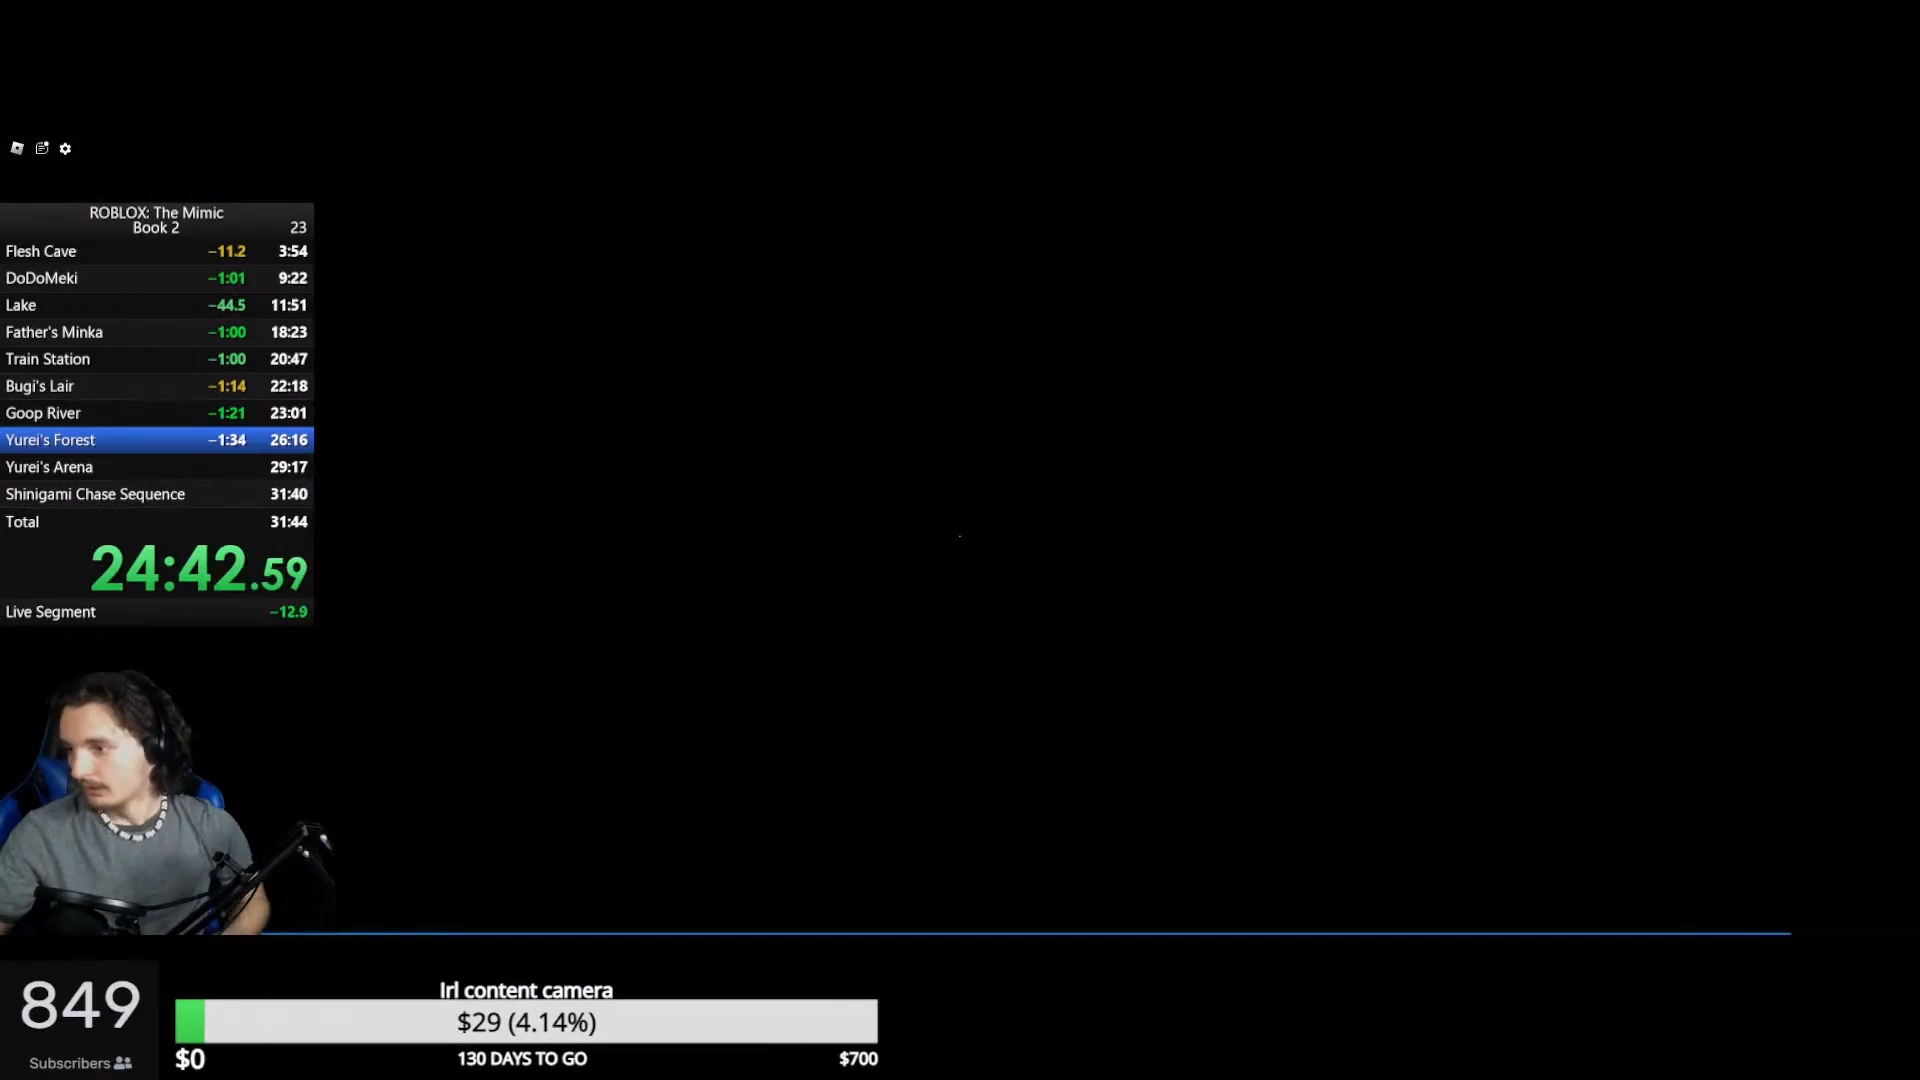 ROBLOX: The Mimic
Book 2 23
Flesh Cave −11.2 3:54
DoDoMeki −1:01 9:22
Lake −44.5 11:51
Father's Minka −1:00 18:23
Train Station −1:00 20:47
Bugi's Lair −1:14 22:18
Goop River −1:21 23:01
Yurei's Forest −1:34 26:16
Yurei's Arena 29:17
Shinigami Chase Sequence 31:40
Total 31:44
24:42.59
Live Segment −12.9
849
Subscribers
Irl content camera
$29 (4.14%)
$0 130 DAYS TO GO $700